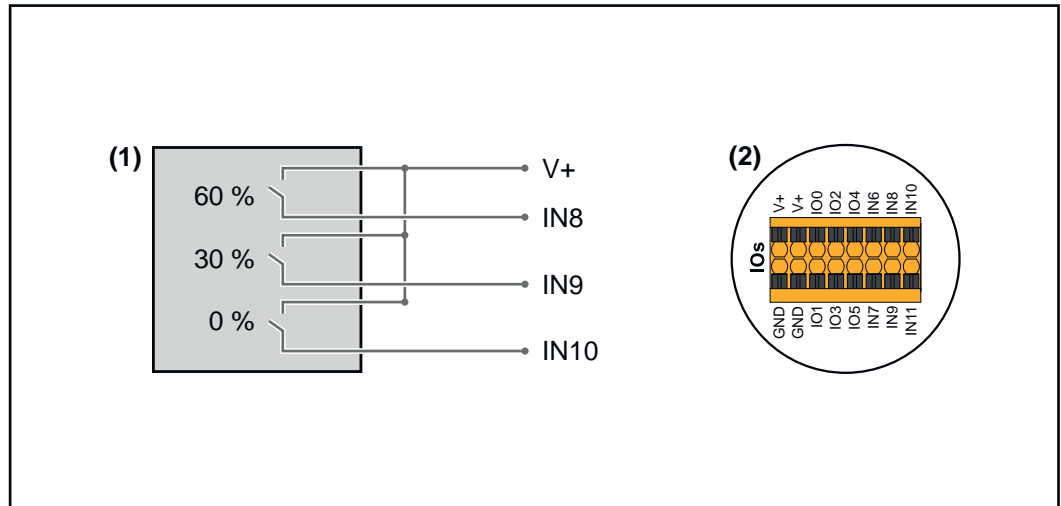 (1)
60 %
30 %
0 %
V+
IN8
IN9
IN10
(2)
IOs
V+
V+
IO0
IO2
IO4
IN6
IN8
IN10
GND
GND
IO1
IO3
IO5
IN7
IN9
IN11